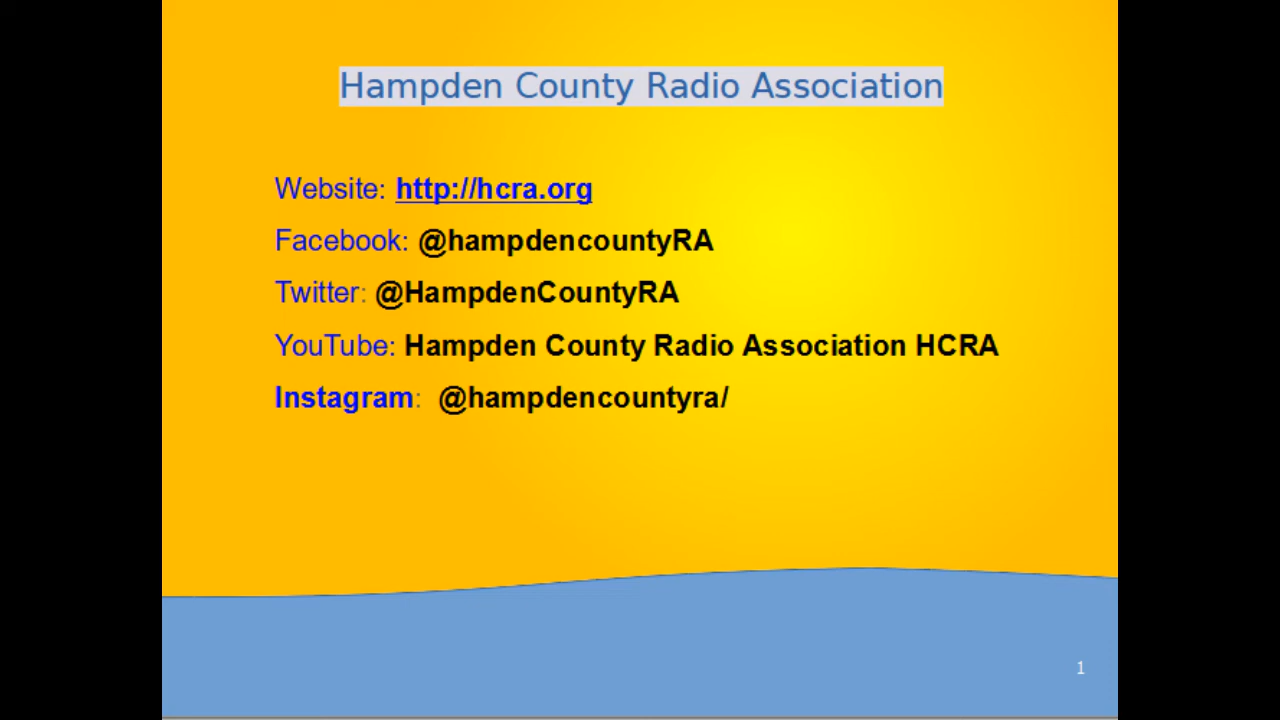 Hampden County Radio Association
Website: http://hcra.org
Facebook: @hampdencountyRA
Twitter: @HampdenCountyRA
YouTube: Hampden County Radio Association HCRA
Instagram: @hampdencountyra/
1